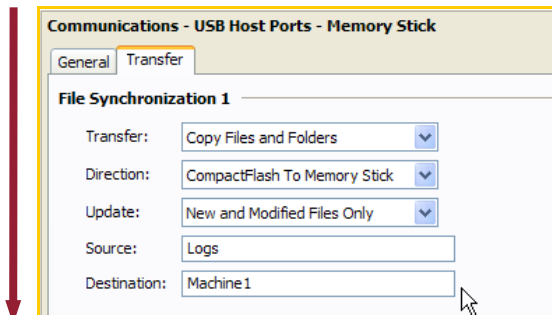 Communications - USB Host Ports - Memory Stick
General Transfer
File Synchronization 1
Transfer: Copy Files and Folders
Direction: CompactFlash To Memory Stick
Update: New and Modified Files Only
Source: Logs
Destination: Machine1